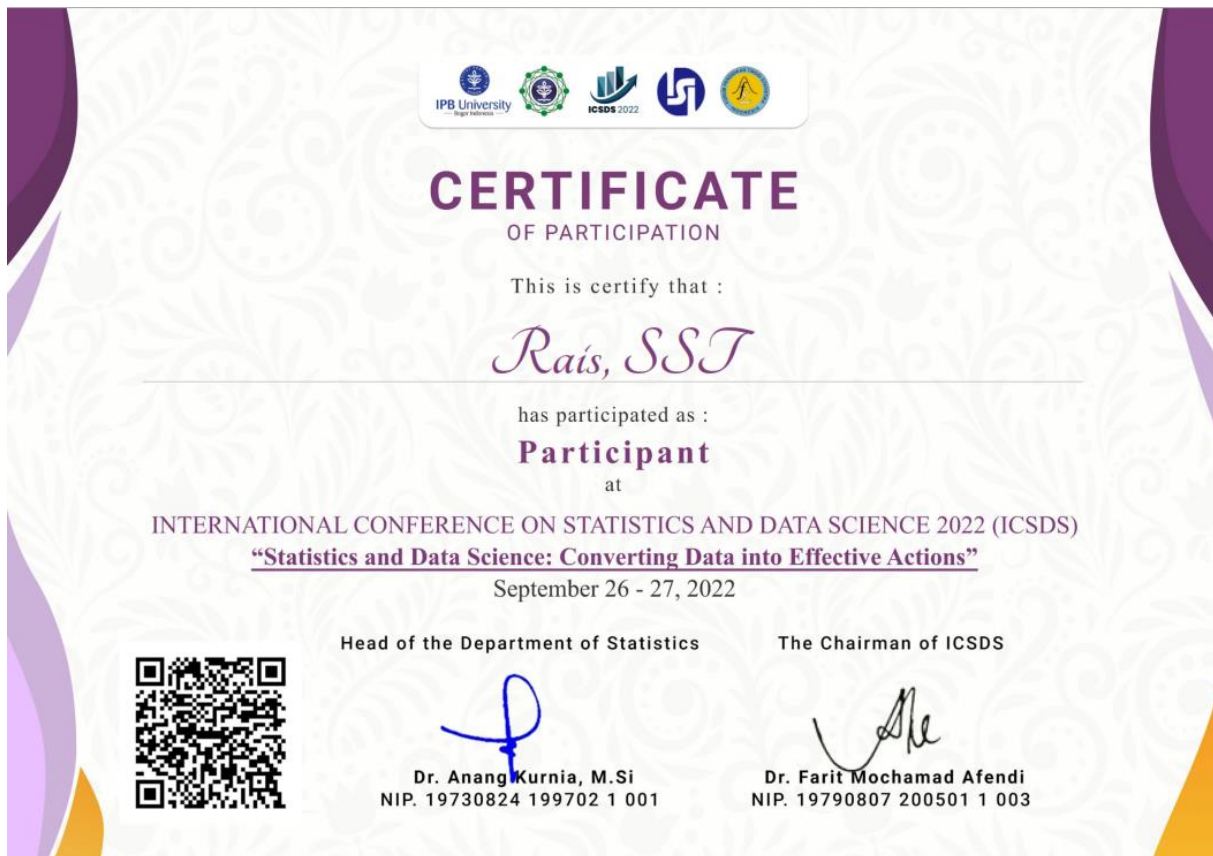 IPB University
Bogor Indonesia
ICSDS 2022
CERTIFICATE
OF PARTICIPATION
This is certify that :
Rais, SST
has participated as :
Participant
at
INTERNATIONAL CONFERENCE ON STATISTICS AND DATA SCIENCE 2022 (ICSDS)
“Statistics and Data Science: Converting Data into Effective Actions”
September 26 - 27, 2022
Head of the Department of Statistics
Dr. Anang Kurnia, M.Si
NIP. 19730824 199702 1 001
The Chairman of ICSDS
Dr. Farit Mochamad Afendi
NIP. 19790807 200501 1 003